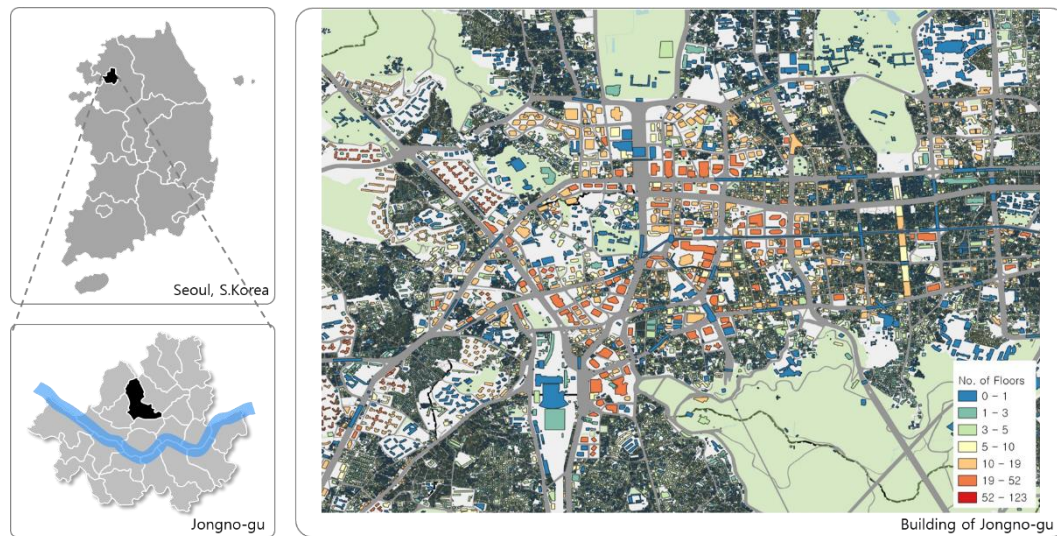 Seoul, S.Korea
Jongno-gu
No. of Floors
0 – 1
1 – 3
3 – 5
5 – 10
10 – 19
19 – 52
52 – 123
Building of Jongno-gu